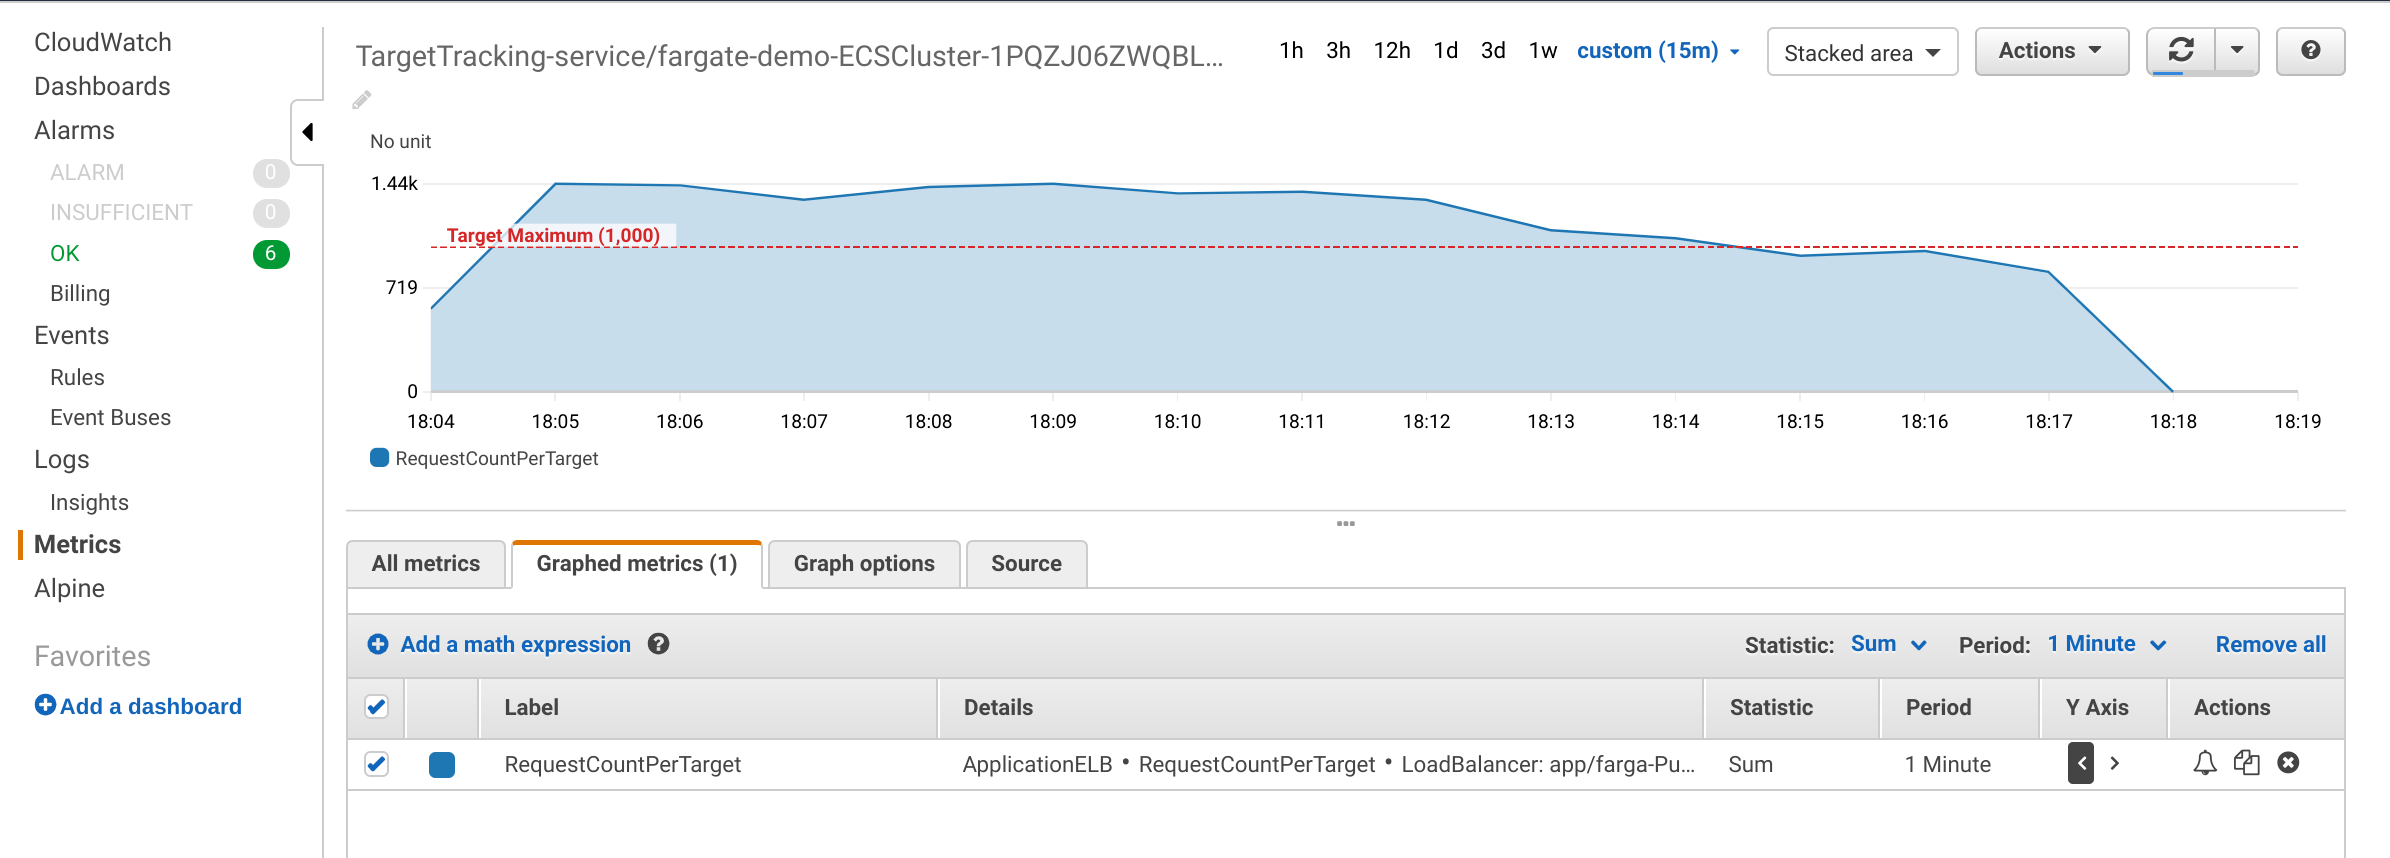 CloudWatch
Dashboards
Alarms
ALARM 0
INSUFFICIENT 0
OK 6
Billing
Events
Rules
Event Buses
Logs
Insights
Metrics
Alpine
Favorites
Add a dashboard
TargetTracking-service/fargate-demo-ECSCluster-1PQZJ06ZWQBL...
1h 3h 12h 1d 3d 1w custom (15m) Stacked area Actions ?
No unit
1.44k
Target Maximum (1,000)
719
0
18:04 18:05 18:06 18:07 18:08 18:09 18:10 18:11 18:12 18:13 18:14 18:15 18:16 18:17 18:18 18:19
RequestCountPerTarget
All metrics Graphed metrics (1) Graph options Source
Add a math expression ? Statistic: Sum Period: 1 Minute Remove all
Label Details Statistic Period Y Axis Actions
RequestCountPerTarget ApplicationELB • RequestCountPerTarget • LoadBalancer: app/farga-Pu... Sum 1 Minute < >